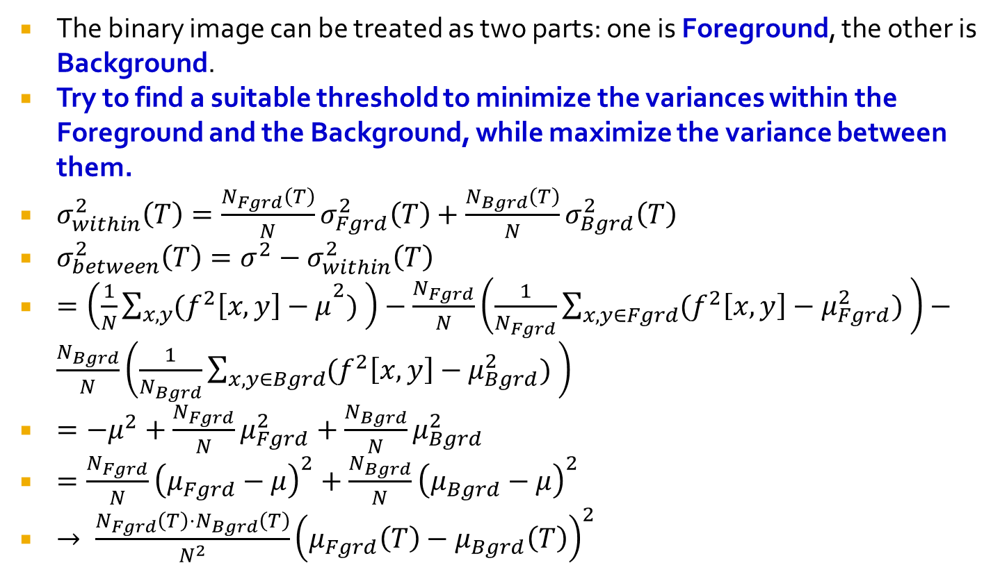 ▪ The binary image can be treated as two parts: one is Foreground, the other is
Background.
▪ Try to find a suitable threshold to minimize the variances within the
Foreground and the Background, while maximize the variance between
them.
▪ $\sigma_{within}^2(T) = \frac{N_{Fgrd}(T)}{N}\sigma_{Fgrd}^2(T) + \frac{N_{Bgrd}(T)}{N}\sigma_{Bgrd}^2(T)$
▪ $\sigma_{between}^2(T) = \sigma^2 - \sigma_{within}^2(T)$
▪ $= \left(\frac{1}{N}\sum_{x,y}(f^2[x,y] - \mu^2)\right) - \frac{N_{Fgrd}}{N}\left(\frac{1}{N_{Fgrd}}\sum_{x,y \in Fgrd}(f^2[x,y] - \mu_{Fgrd}^2)\right) -$
$\frac{N_{Bgrd}}{N}\left(\frac{1}{N_{Bgrd}}\sum_{x,y \in Bgrd}(f^2[x,y] - \mu_{Bgrd}^2)\right)$
▪ $= -\mu^2 + \frac{N_{Fgrd}}{N}\mu_{Fgrd}^2 + \frac{N_{Bgrd}}{N}\mu_{Bgrd}^2$
▪ $= \frac{N_{Fgrd}}{N}(\mu_{Fgrd} - \mu)^2 + \frac{N_{Bgrd}}{N}(\mu_{Bgrd} - \mu)^2$
▪ $\rightarrow \frac{N_{Fgrd}(T) \cdot N_{Bgrd}(T)}{N^2}\left(\mu_{Fgrd}(T) - \mu_{Bgrd}(T)\right)^2$